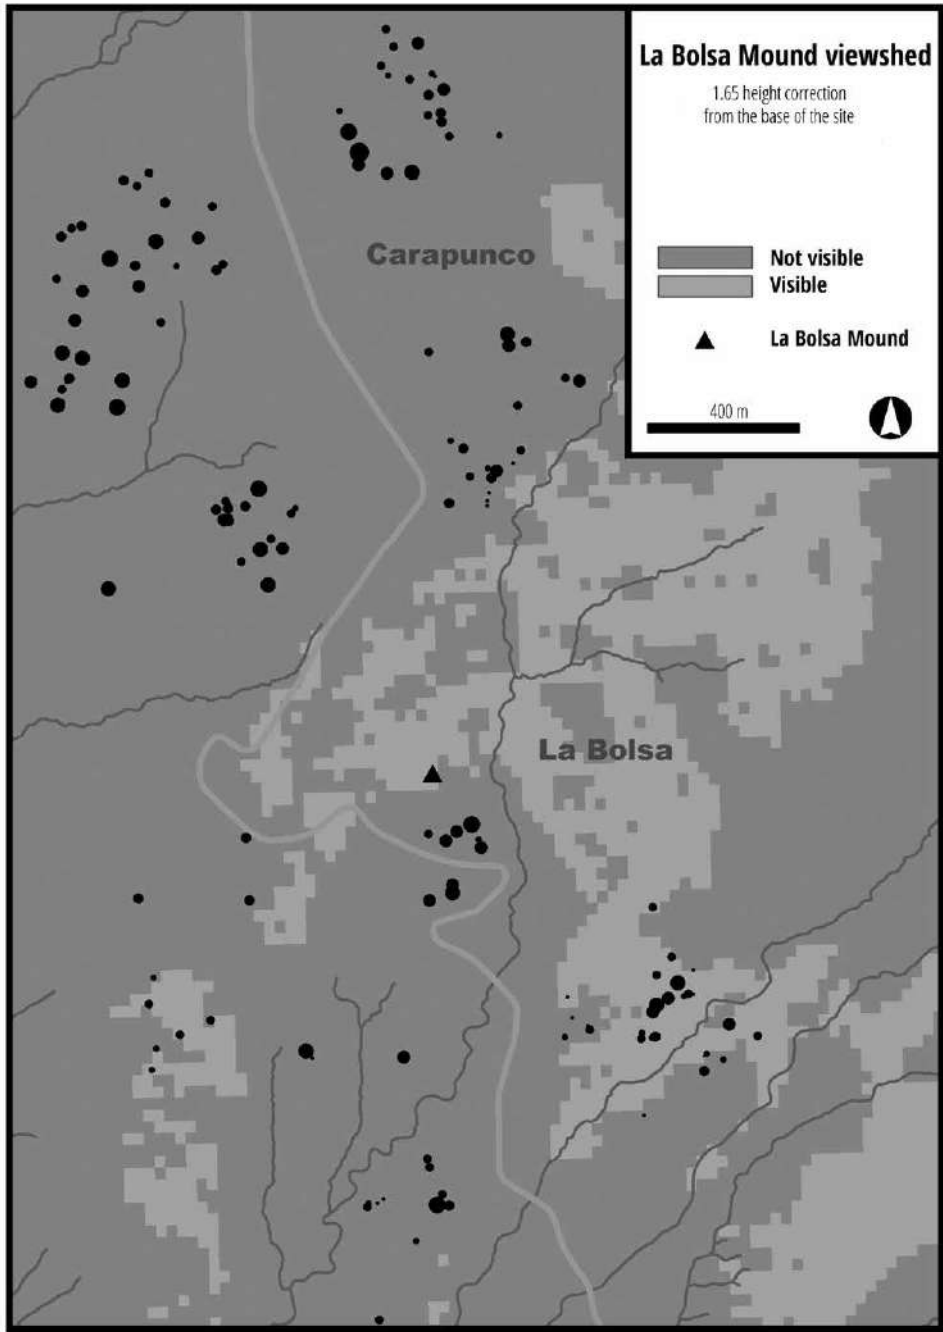 La Bolsa Mound viewshed
1.65 height correction
from the base of the site
Not visible
Visible
La Bolsa Mound
400 m
Carapunco
La Bolsa